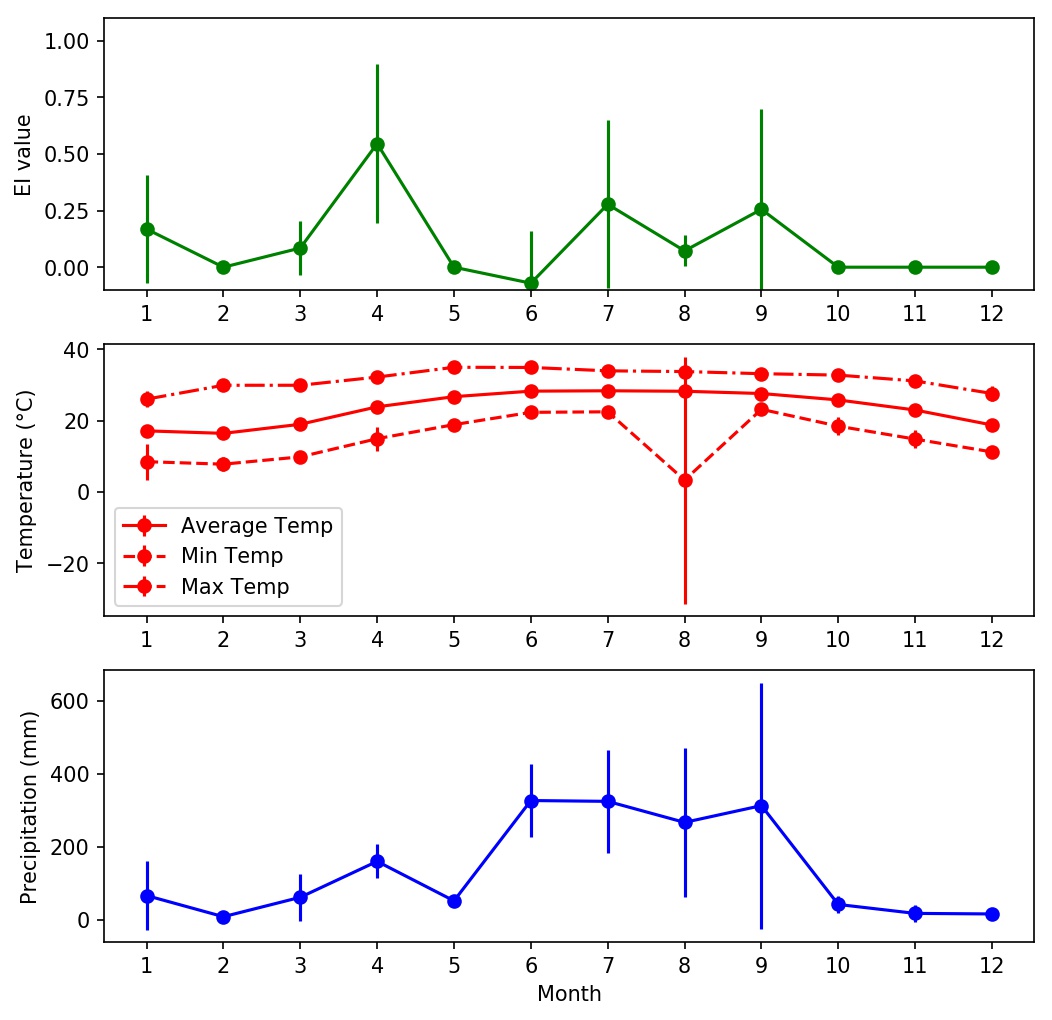 1.00
0.75
0.50
0.25
0.00
EI value
1 2 3 4 5 6 7 8 9 10 11 12
40
20
0
−20
Temperature (°C)
Average Temp
Min Temp
Max Temp
1 2 3 4 5 6 7 8 9 10 11 12
600
400
200
0
Precipitation (mm)
1 2 3 4 5 6 7 8 9 10 11 12
Month